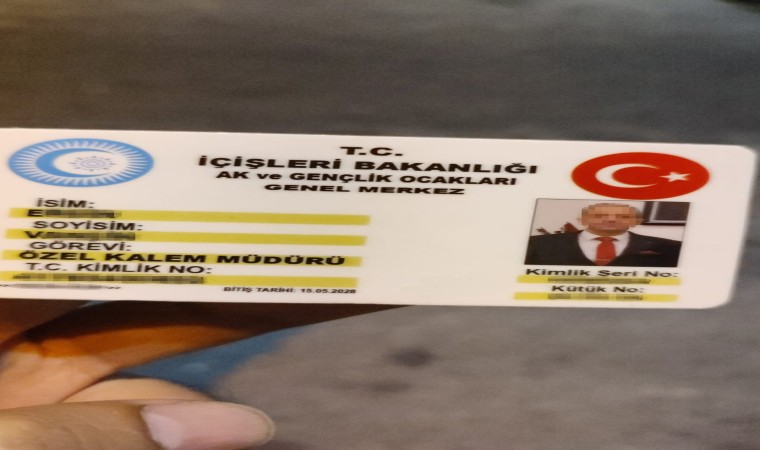 T.C.
İÇİŞLERİ BAKANLIĞI
AK ve GENÇLİK OCAKLARI
GENEL MERKEZ
İSİM:
SOYİSİM:
GÖREVİ:
ÖZEL KALEM MÜDÜRÜ
T.C. KİMLİK NO:
BİTİŞ TARİHİ: 15.05.2028
Kimlik Seri No:
Kütük No: